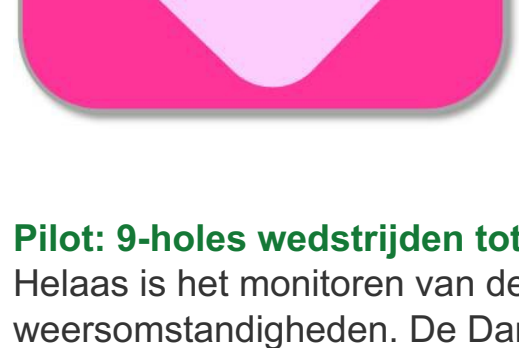 Pilot: 9-holes wedstrijden tot
Helaas is het monitoren van de
weersomstandigheden. De